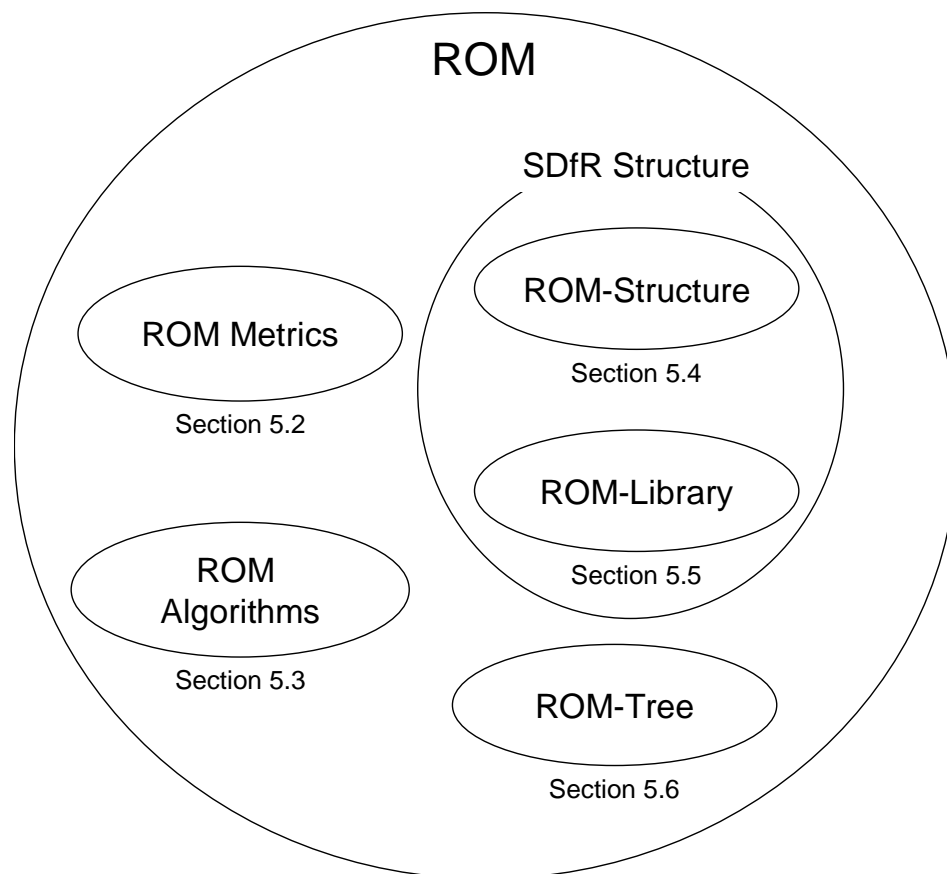 ROM
SDfR Structure
ROM-Structure
Section 5.4
ROM Metrics
Section 5.2
ROM-Library
Section 5.5
ROM
Algorithms
Section 5.3
ROM-Tree
Section 5.6